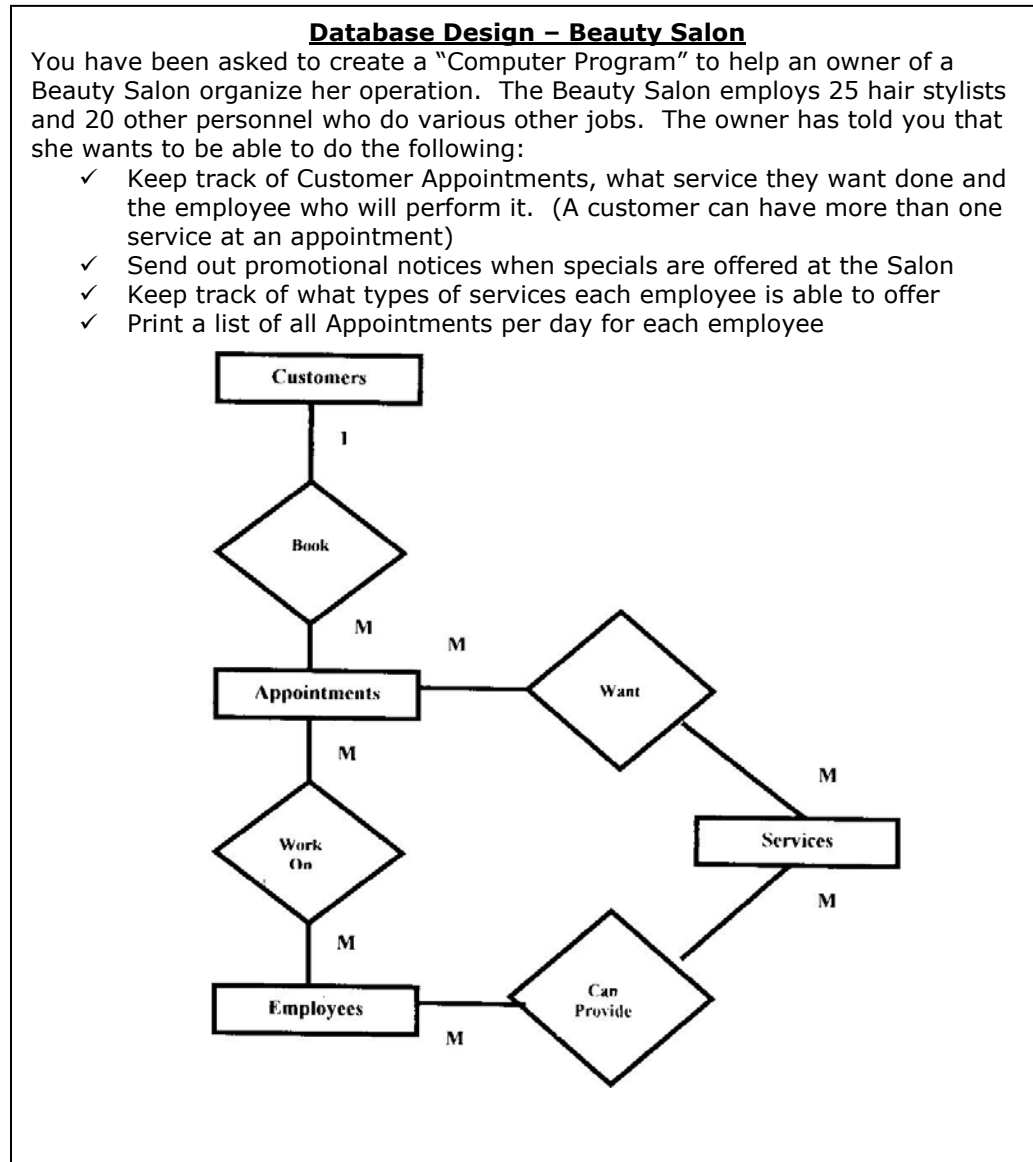 Database Design – Beauty Salon
You have been asked to create a “Computer Program” to help an owner of a
Beauty Salon organize her operation. The Beauty Salon employs 25 hair stylists
and 20 other personnel who do various other jobs. The owner has told you that
she wants to be able to do the following:
✓ Keep track of Customer Appointments, what service they want done and
the employee who will perform it. (A customer can have more than one
service at an appointment)
✓ Send out promotional notices when specials are offered at the Salon
✓ Keep track of what types of services each employee is able to offer
✓ Print a list of all Appointments per day for each employee
Customers
1
Book
M
M
Appointments
Want
M
M
Work
On
Services
M
M
Can
Provide
Employees
M